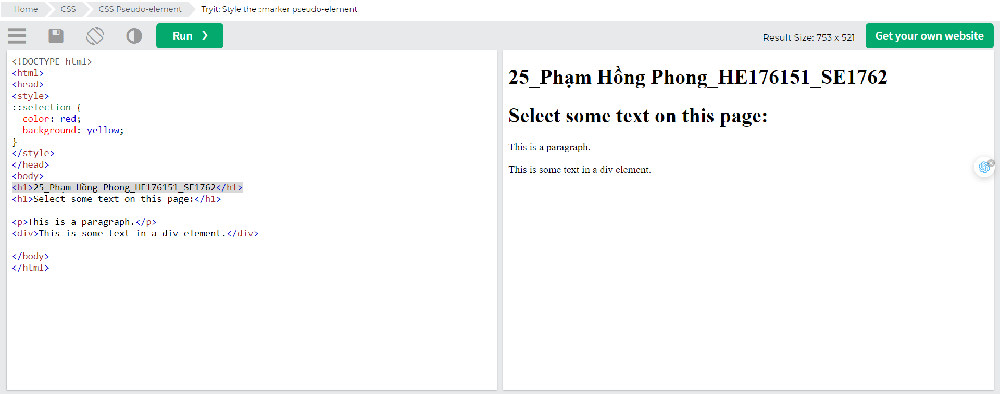 Home CSS CSS Pseudo-element Tryit: Style the ::marker pseudo-element
Run ❯
Result Size: 753 x 521
Get your own website
<!DOCTYPE html>
<html>
<head>
<style>
::selection {
  color: red;
  background: yellow;
}
</style>
</head>
<body>
<h1>25_Phạm Hồng Phong_HE176151_SE1762</h1>
<h1>Select some text on this page:</h1>

<p>This is a paragraph.</p>
<div>This is some text in a div element.</div>

</body>
</html>
25_Phạm Hồng Phong_HE176151_SE1762
Select some text on this page:
This is a paragraph.
This is some text in a div element.